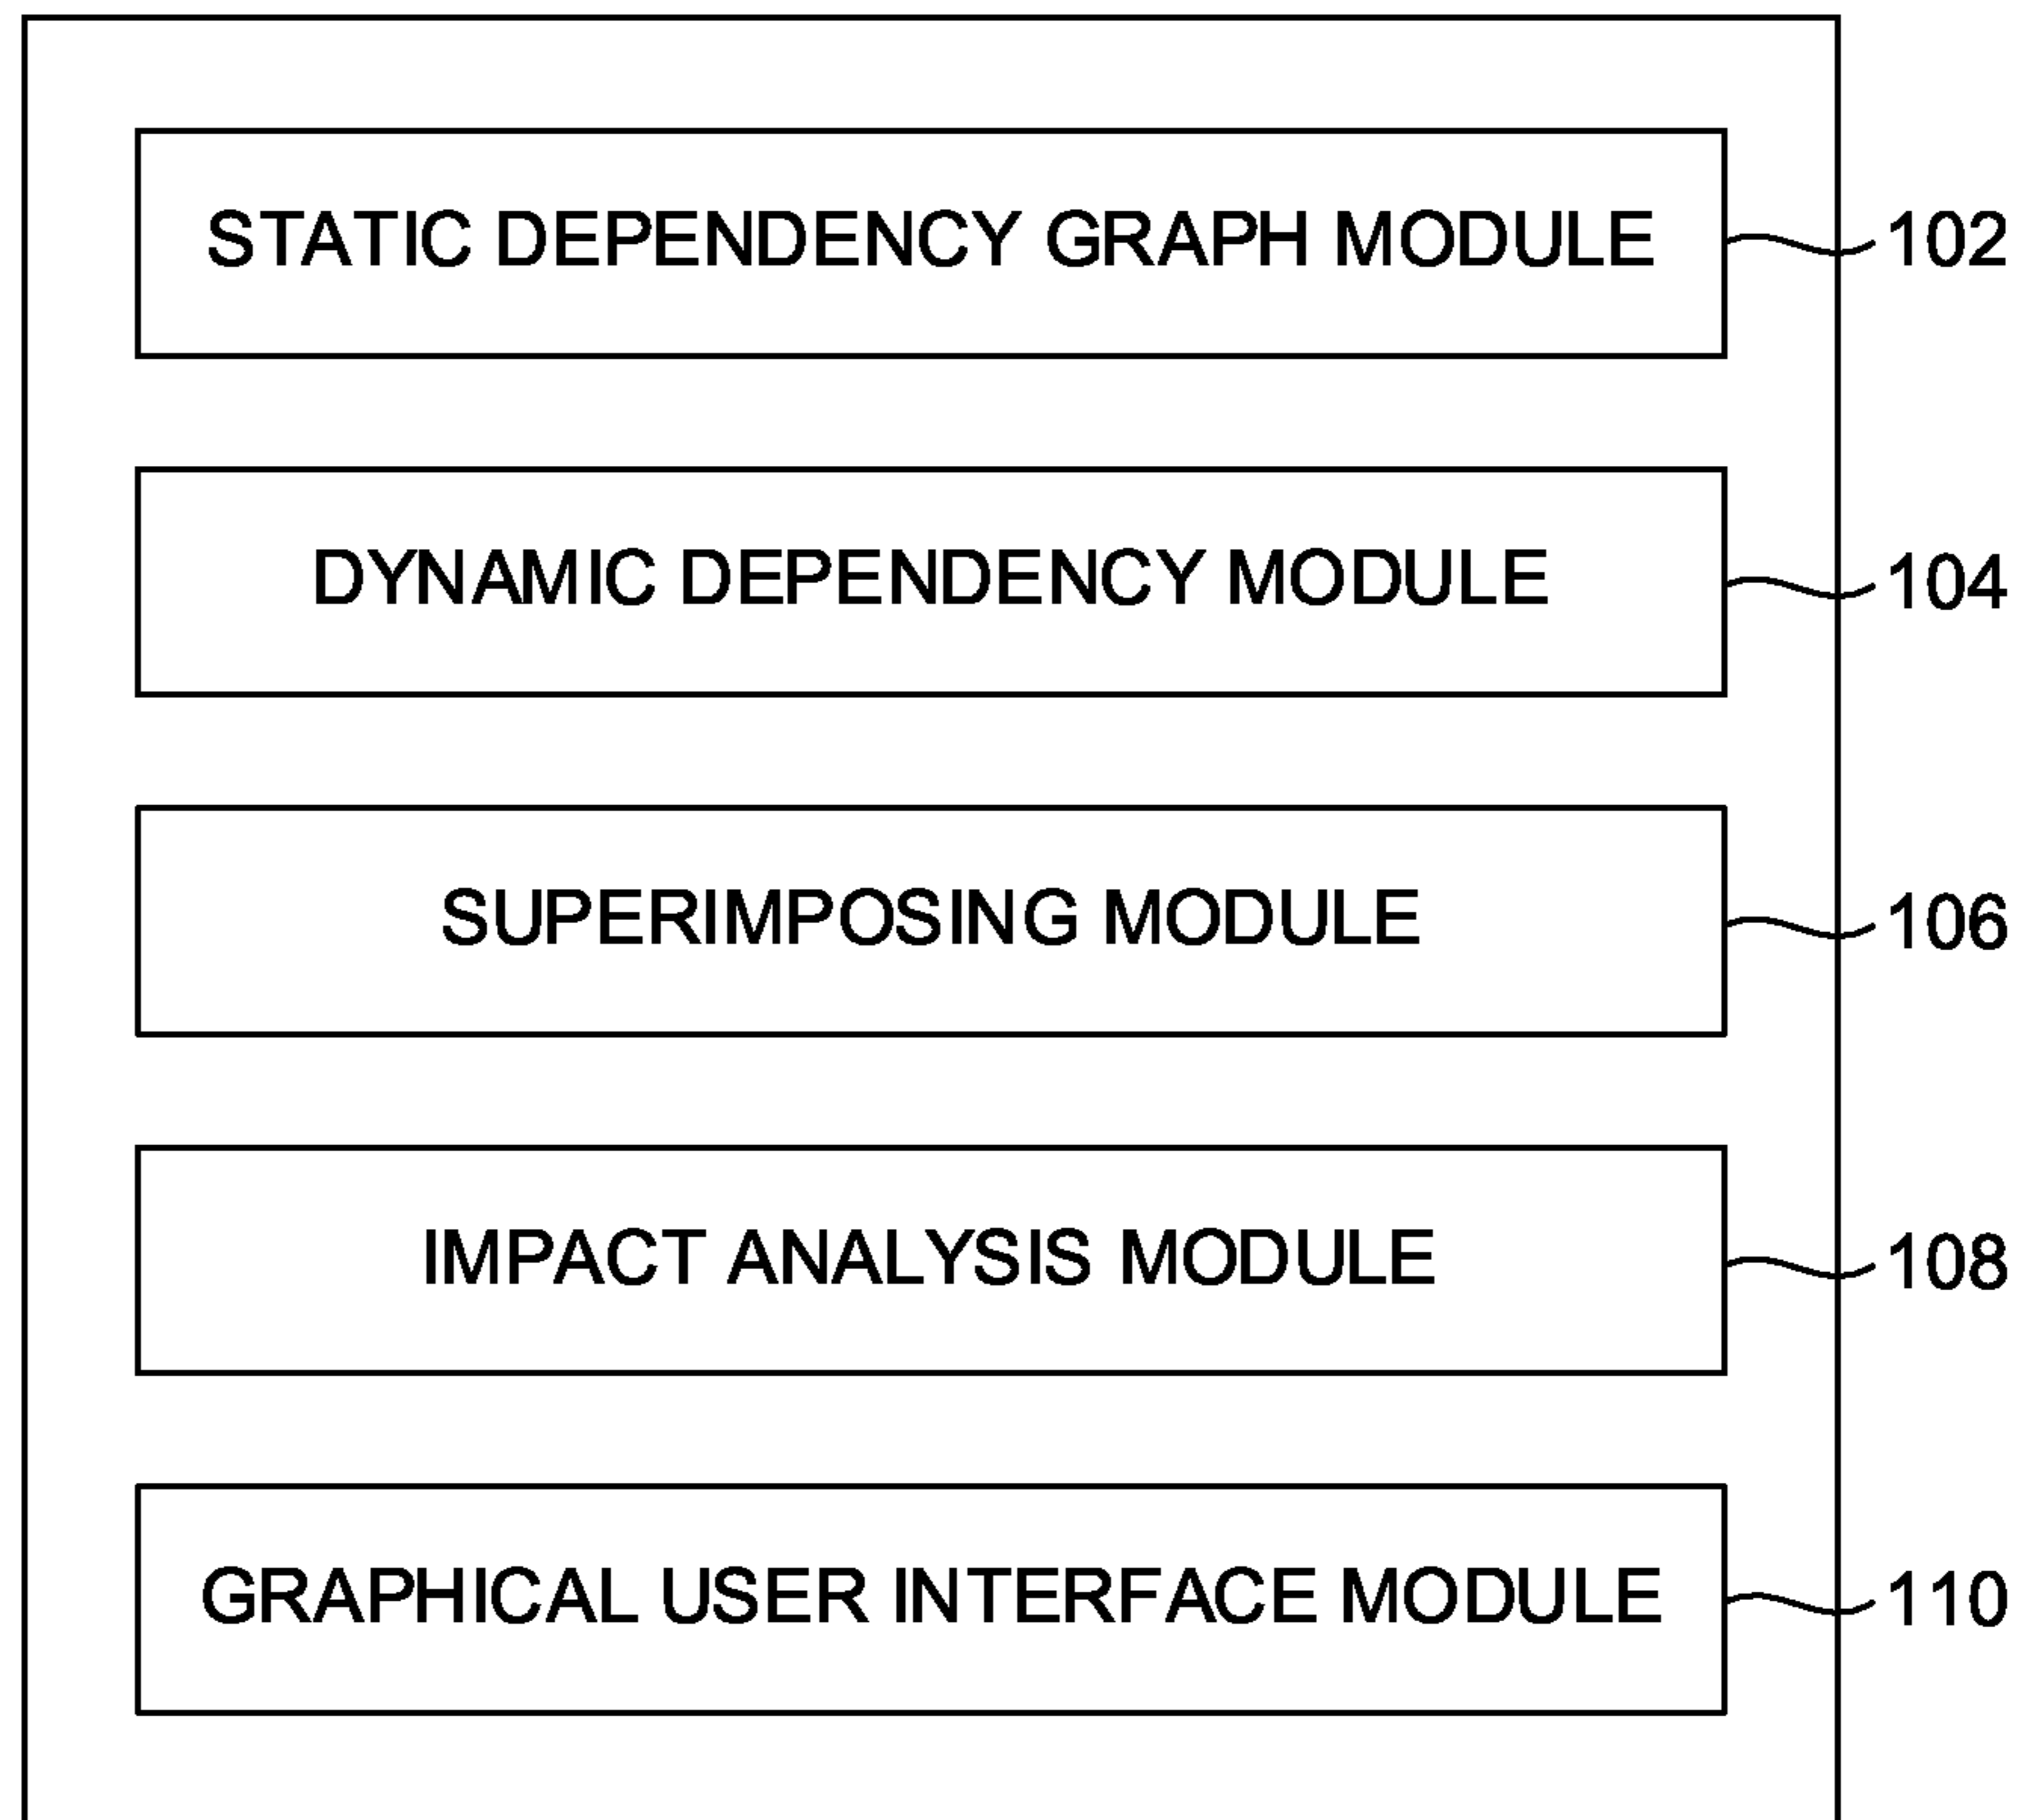 STATIC DEPENDENCY GRAPH MODULE 102
DYNAMIC DEPENDENCY MODULE 104
SUPERIMPOSING MODULE 106
IMPACT ANALYSIS MODULE 108
GRAPHICAL USER INTERFACE MODULE 110